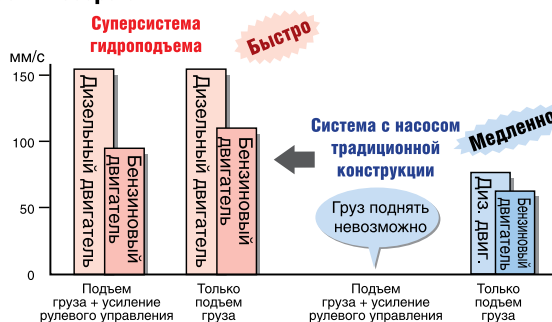 Суперсистема
гидроподъема
Быстро
мм/с
150
100
50
0
Дизельный двигатель
Бензиновый
двигатель
Дизельный двигатель
Бензиновый
двигатель
Система с насосом
традиционной
конструкции
Медленно
Груз поднять
невозможно
Диз. двиг.
Бензиновый
двигатель
Подъем
груза + усиление
рулевого управления
Только
подъем
груза
Подъем
груза + усиление
рулевого управления
Только
подъем
груза